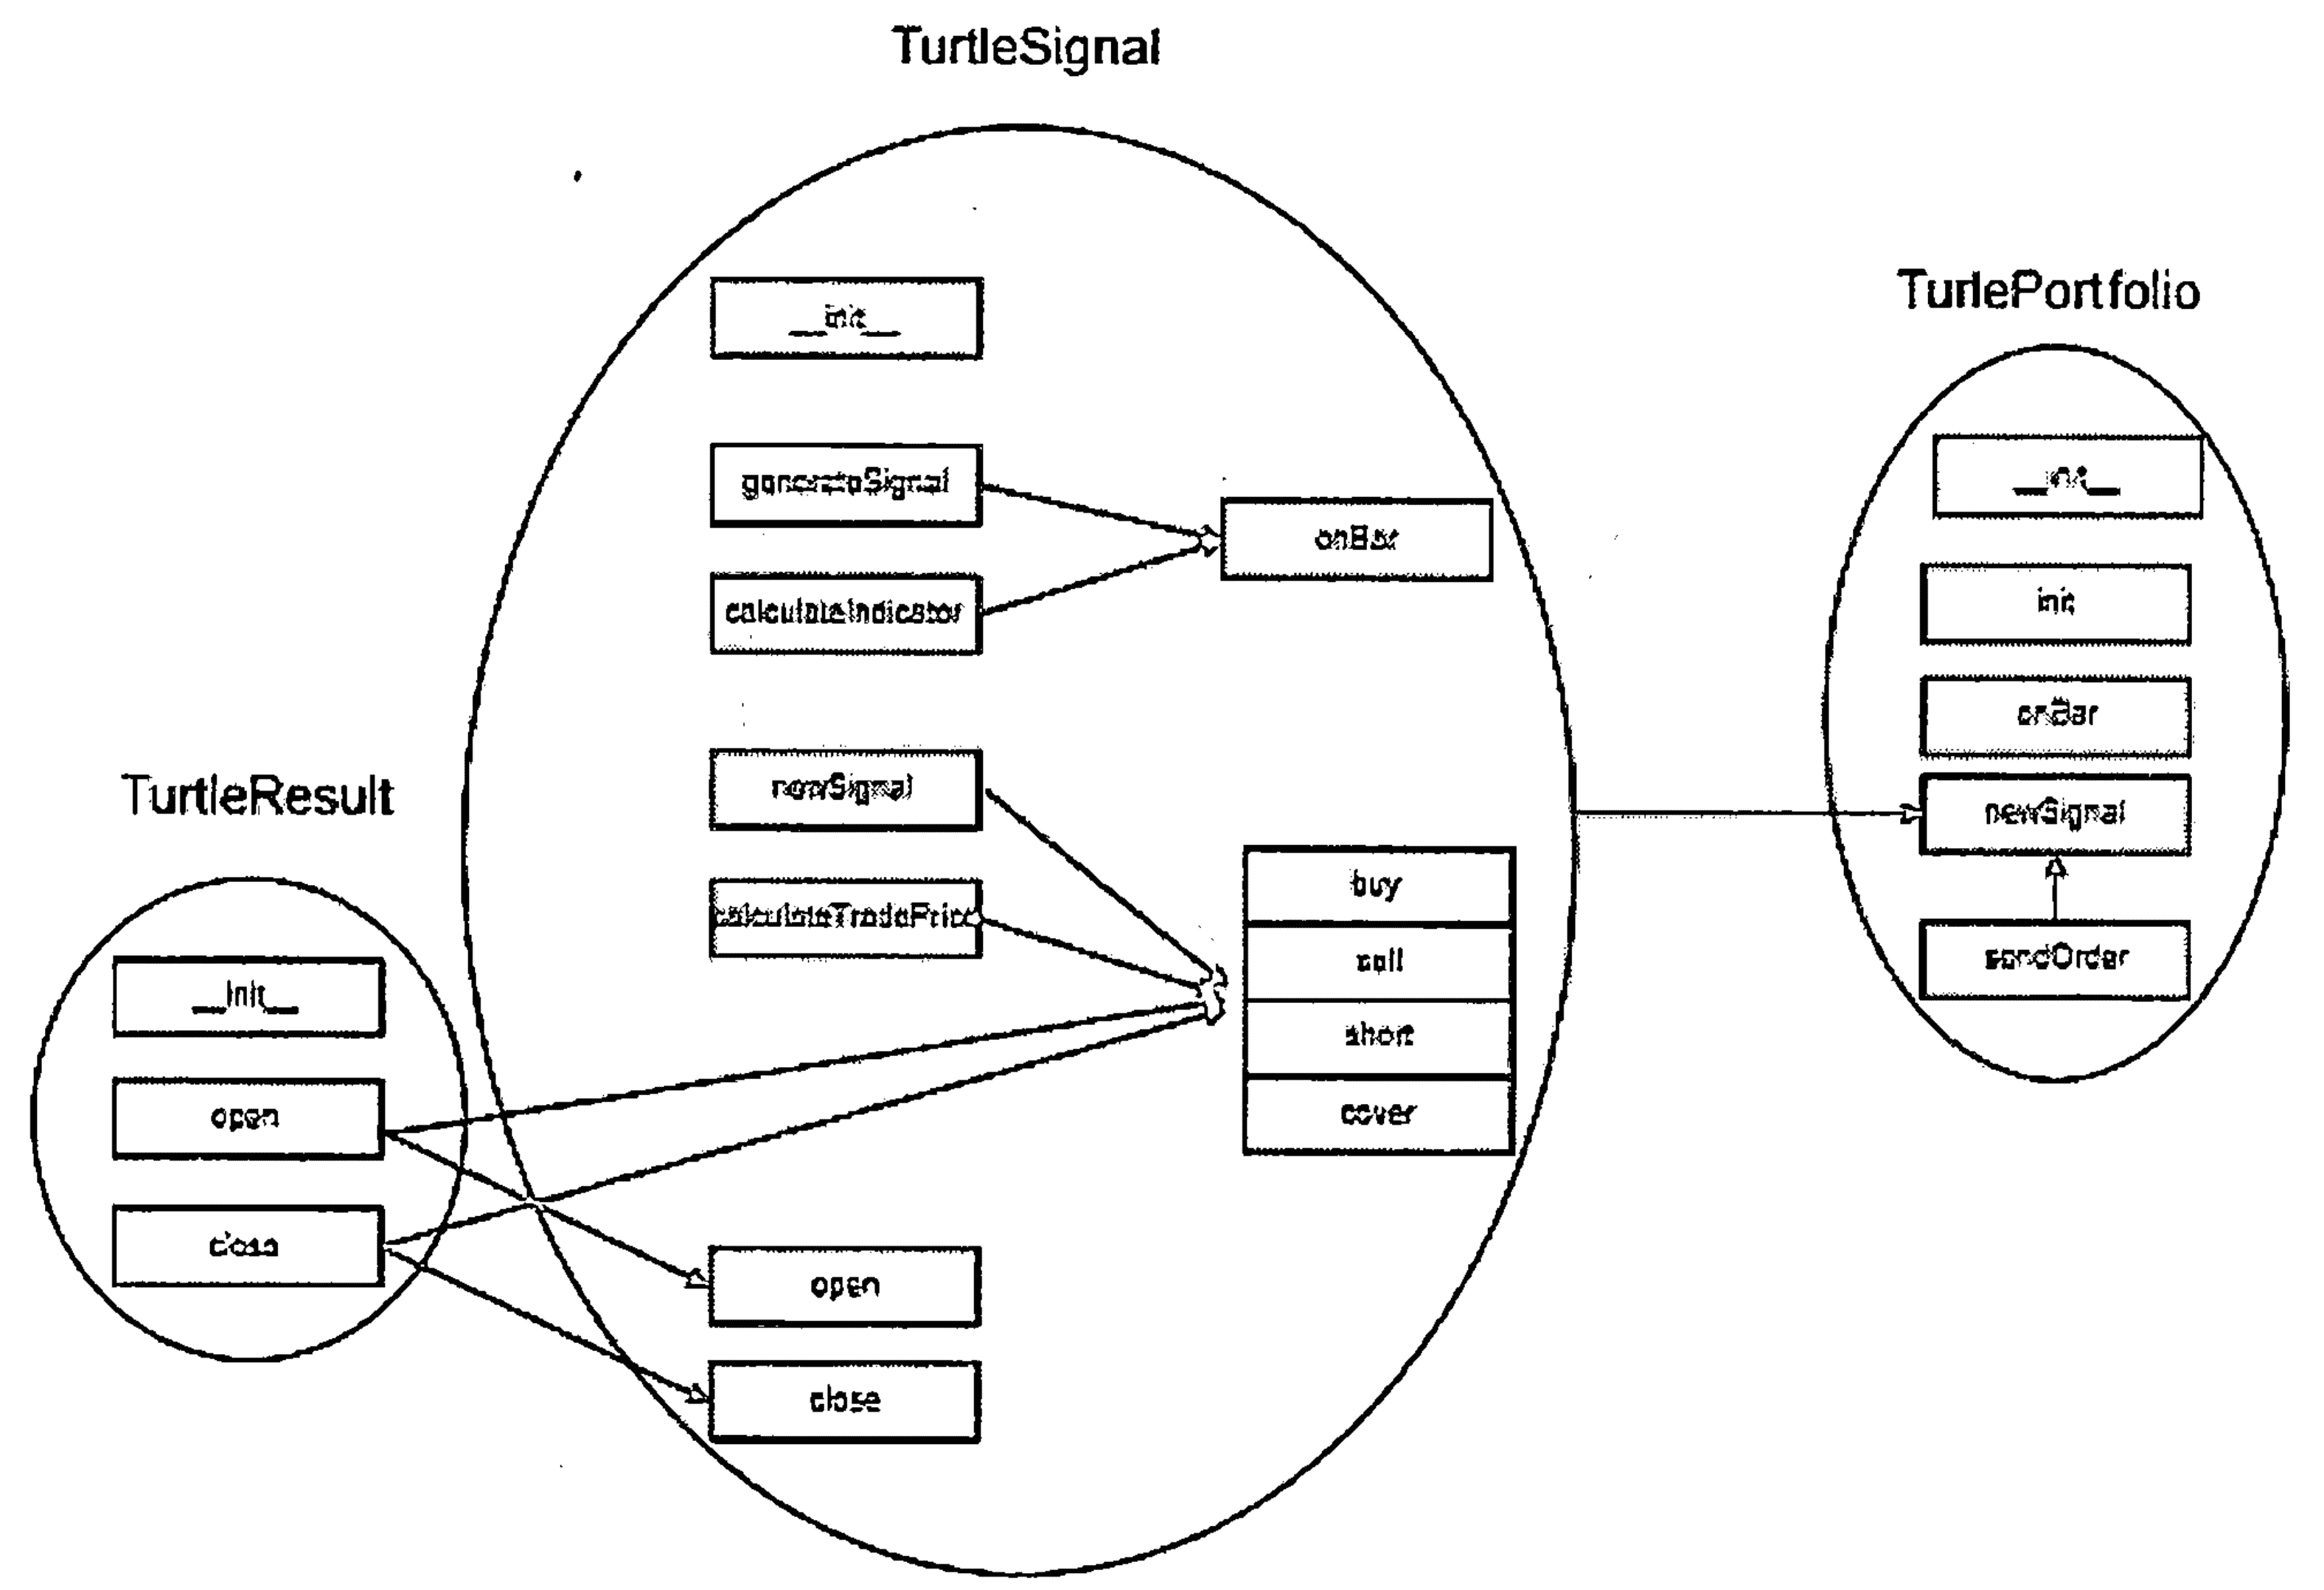 TurtleSignal
TurlePortfolio
TurtleResult
__init__
generateSignal
calculateIndicator
onBar
newSignal
calculateTradePrice
buy
sell
short
cover
open
close
__init__
open
close
__init__
init
onBar
newSignal
sendOrder